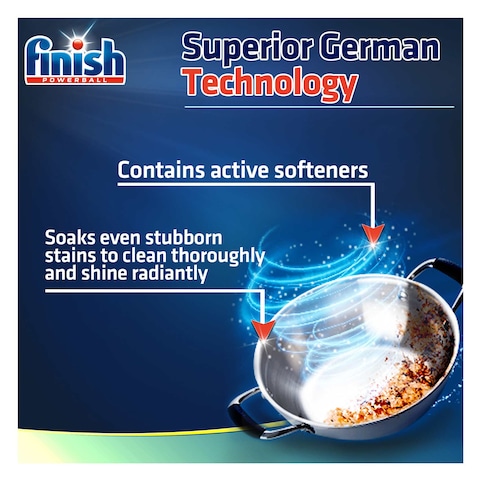 finish
POWERBALL
Superior German
Technology
Contains active softeners
Soaks even stubborn
stains to clean thoroughly
and shine radiantly